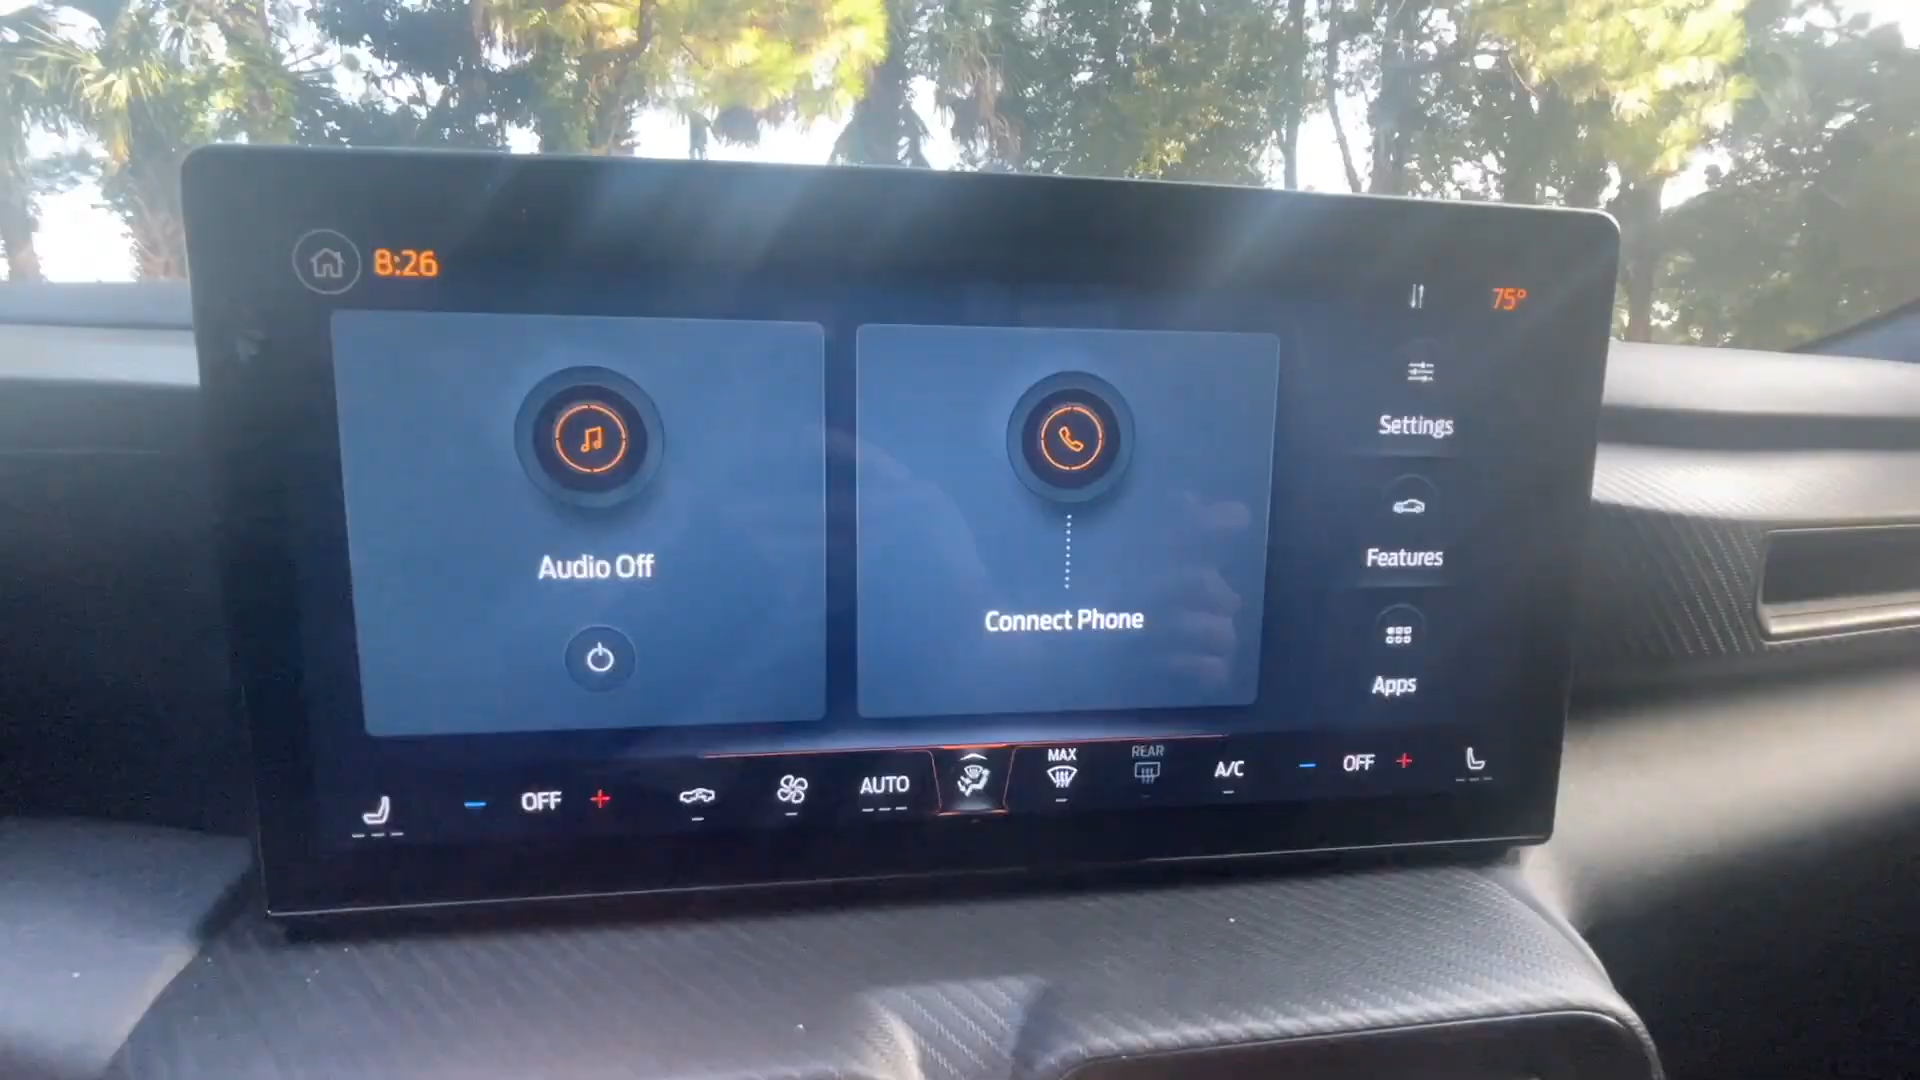 8:26
75°
Audio Off
Connect Phone
Settings
Features
Apps
OFF
AUTO
MAX
REAR
A/C
OFF